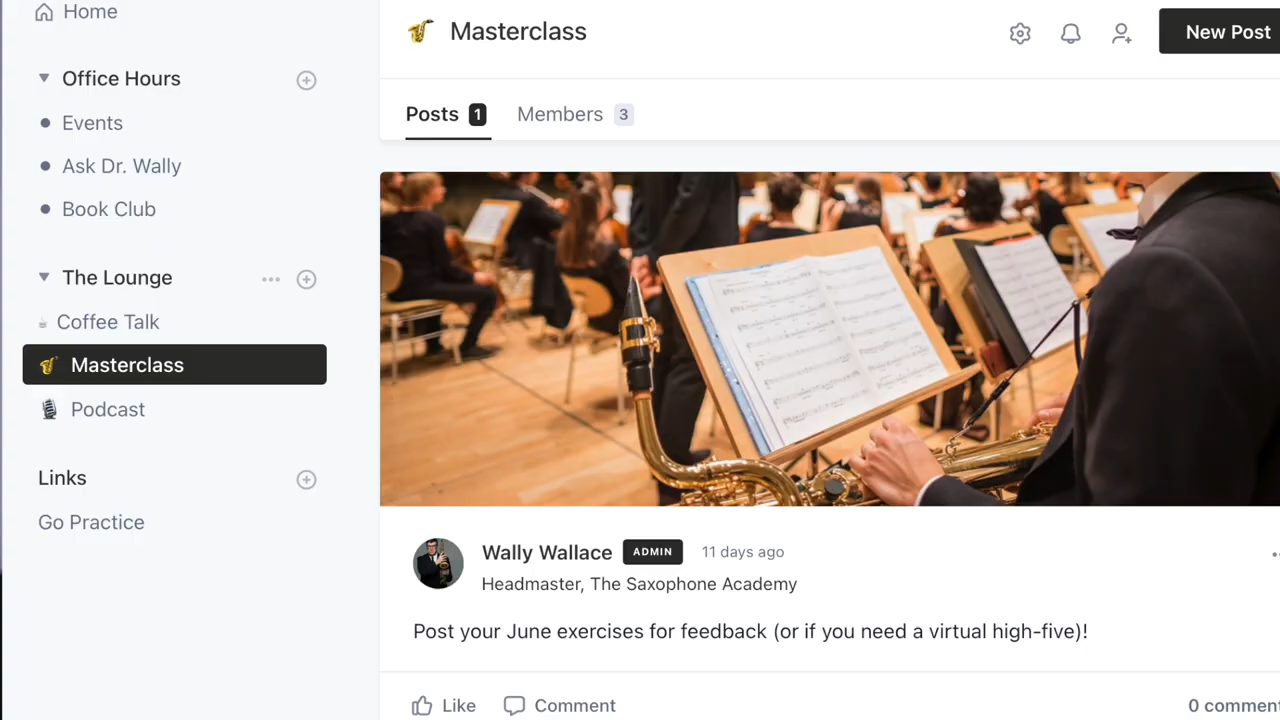 Home
Office Hours
Events
Ask Dr. Wally
Book Club
The Lounge
Coffee Talk
Masterclass
Podcast
Links
Go Practice
Masterclass
New Post
Posts 1
Members 3
Wally Wallace ADMIN 11 days ago
Headmaster, The Saxophone Academy
Post your June exercises for feedback (or if you need a virtual high-five)!
Like
Comment
0 comment